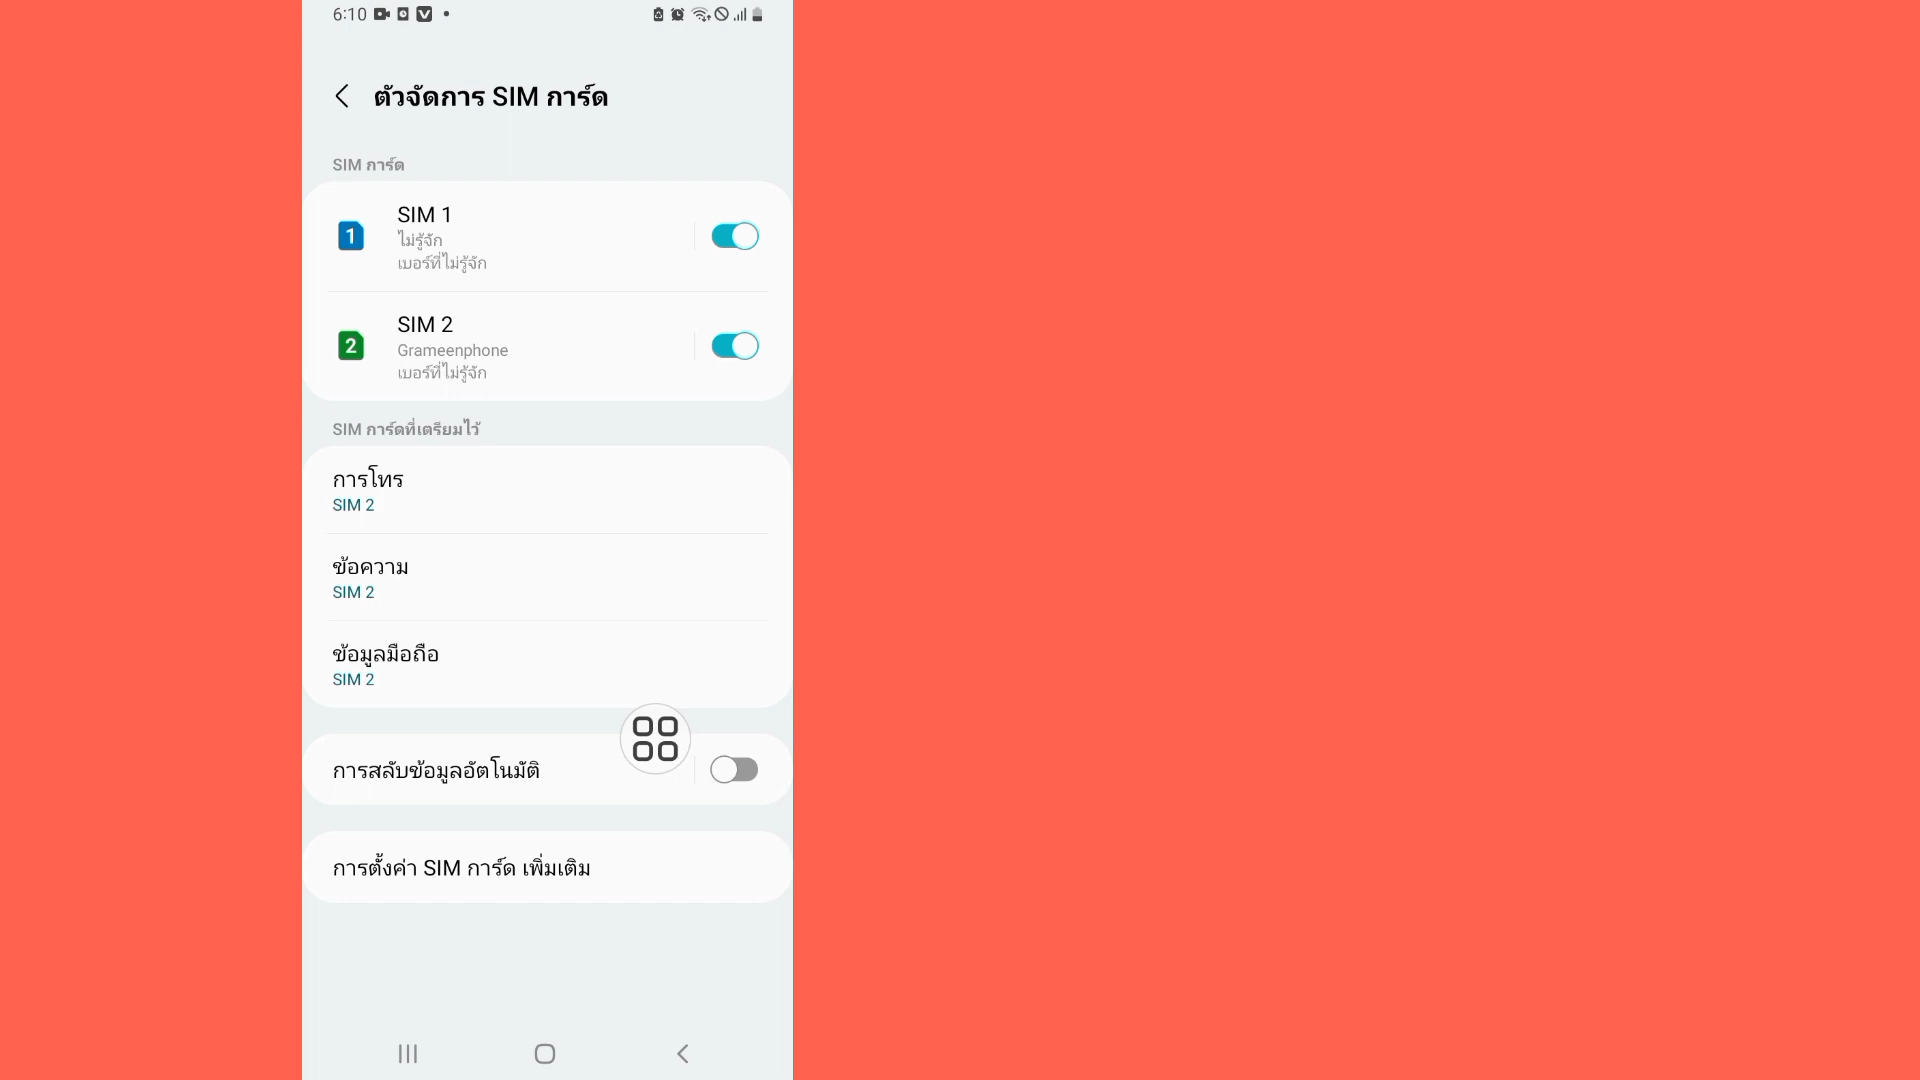 6:10
ตัวจัดการ SIM การ์ด
SIM การ์ด
1
SIM 1
ไม่รู้จัก
เบอร์ที่ไม่รู้จัก
2
SIM 2
Grameenphone
เบอร์ที่ไม่รู้จัก
SIM การ์ดที่เตรียมไว้
การโทร
SIM 2
ข้อความ
SIM 2
ข้อมูลมือถือ
SIM 2
การสลับข้อมูลอัตโนมัติ
การตั้งค่า SIM การ์ด เพิ่มเติม